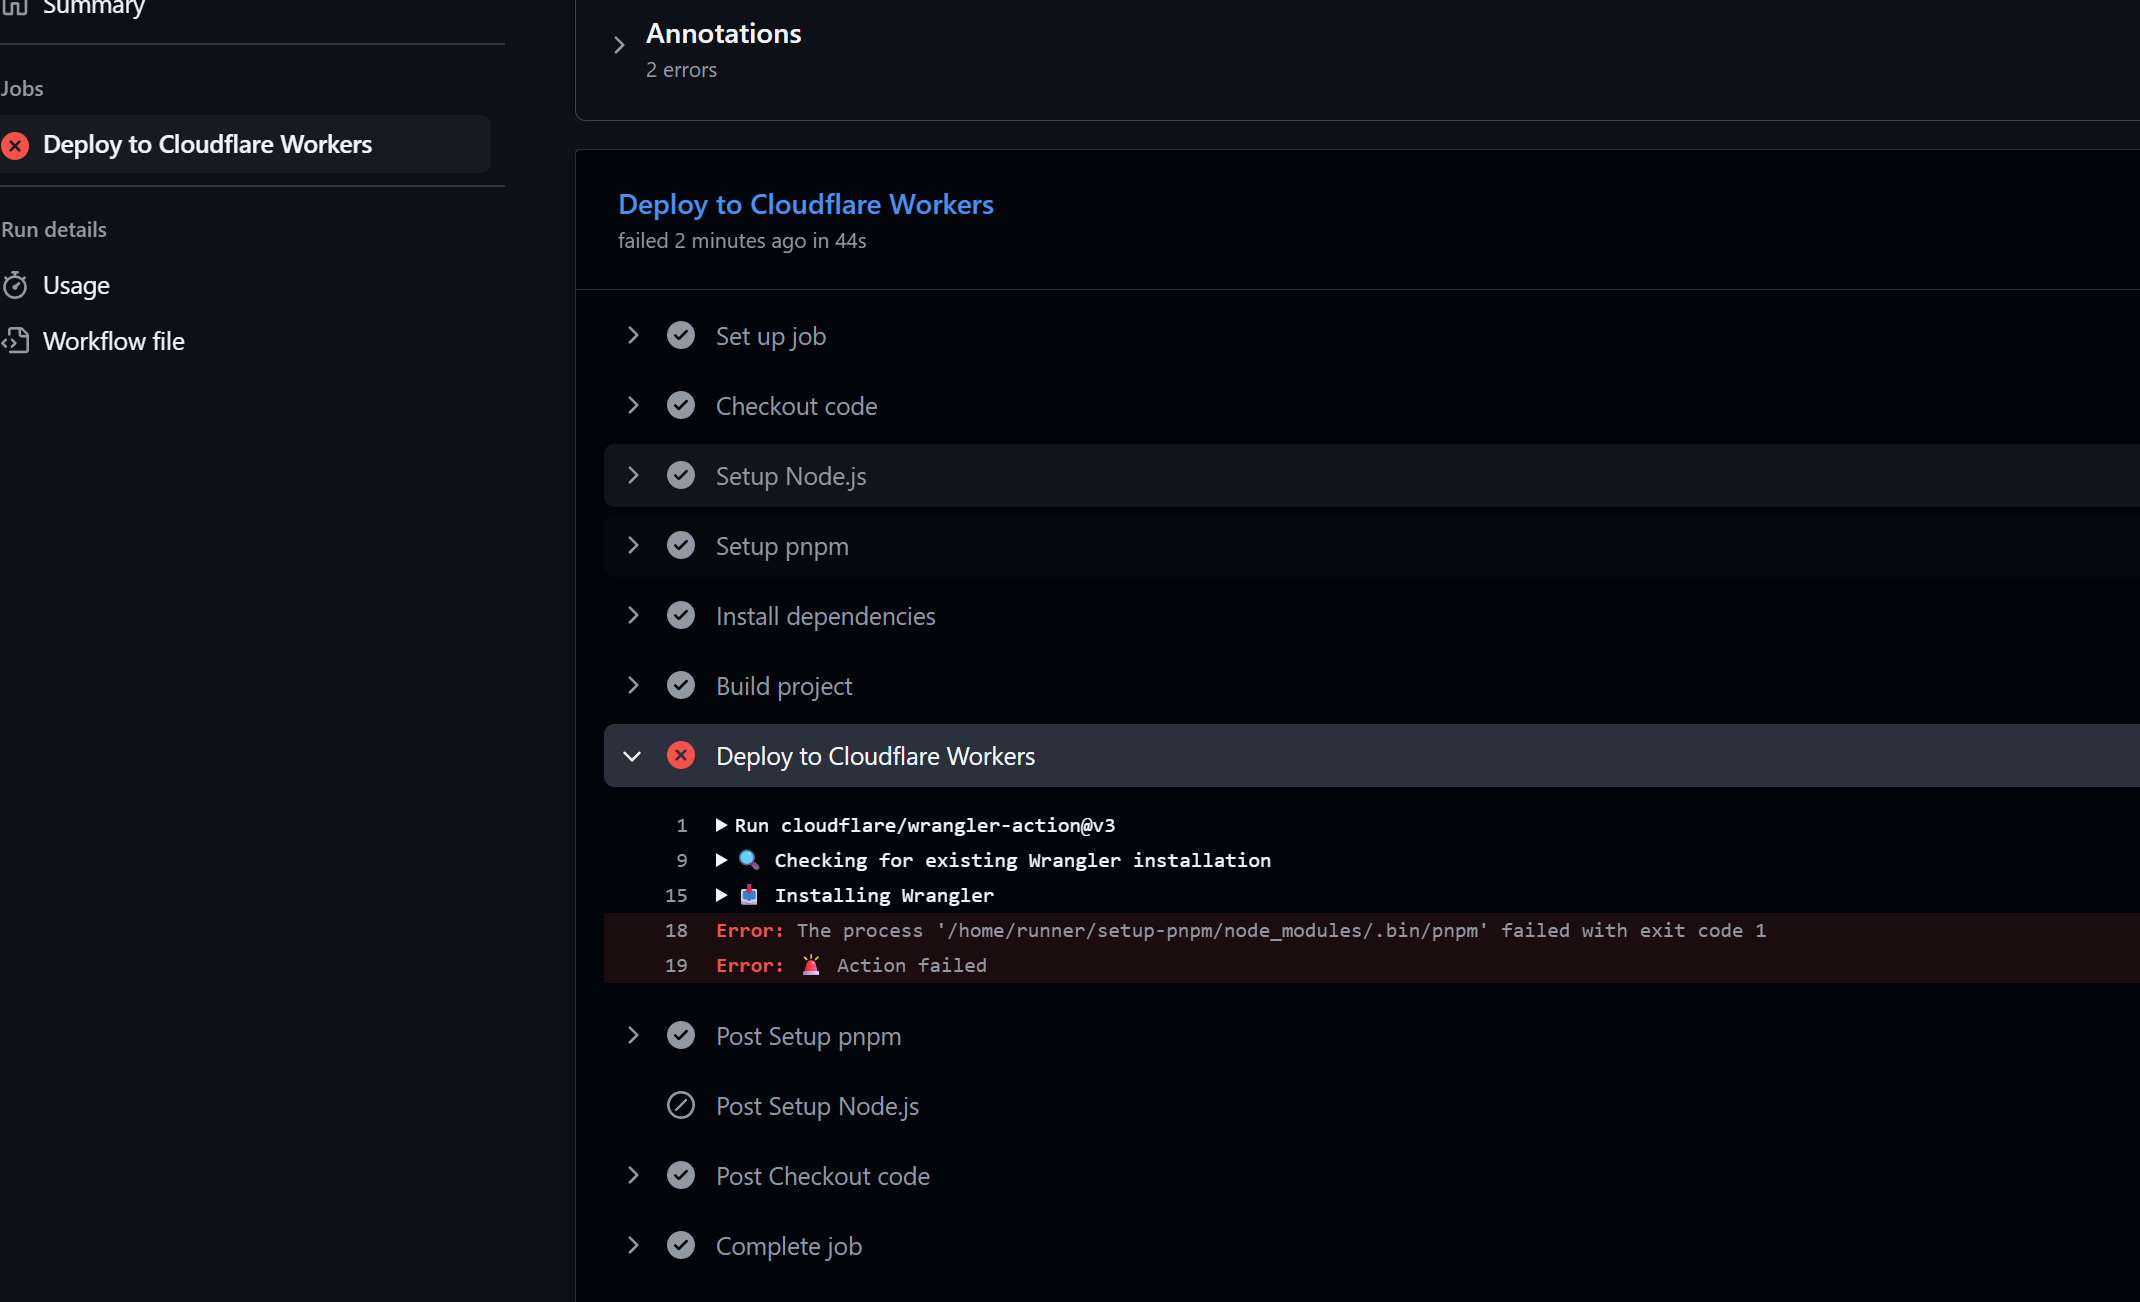 Summary
Jobs
Deploy to Cloudflare Workers
Run details
Usage
Workflow file
Annotations
2 errors
Deploy to Cloudflare Workers
failed 2 minutes ago in 44s
Set up job
Checkout code
Setup Node.js
Setup pnpm
Install dependencies
Build project
Deploy to Cloudflare Workers
1 Run cloudflare/wrangler-action@v3
9 🔍 Checking for existing Wrangler installation
15 📥 Installing Wrangler
18 Error: The process '/home/runner/setup-pnpm/node_modules/.bin/pnpm' failed with exit code 1
19 Error: 🚨 Action failed
Post Setup pnpm
Post Setup Node.js
Post Checkout code
Complete job